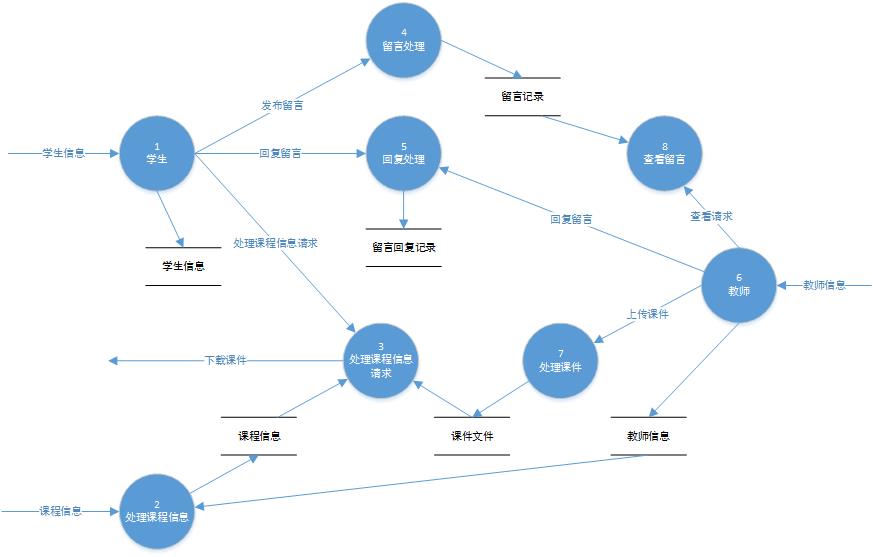 4
留言处理
留言记录
发布留言
学生信息
1
学生
回复留言
5
回复处理
8
查看留言
查看请求
回复留言
处理课程信息请求
留言回复记录
学生信息
6
教师
教师信息
上传课件
3
处理课程信息
请求
下载课件
7
处理课件
课程信息
课件文件
教师信息
2
处理课程信息
课程信息